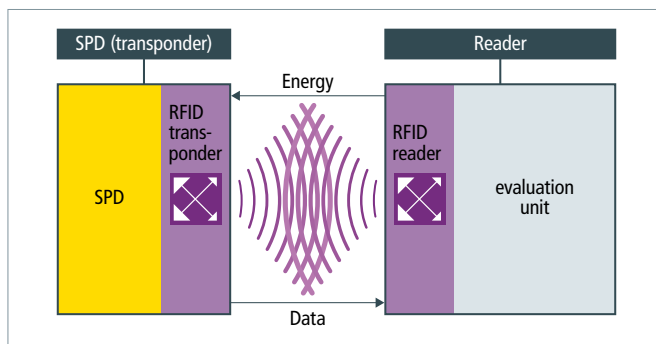 SPD (transponder)
Reader
Energy
RFID
trans-
ponder
RFID
reader
SPD
evaluation
unit
Data